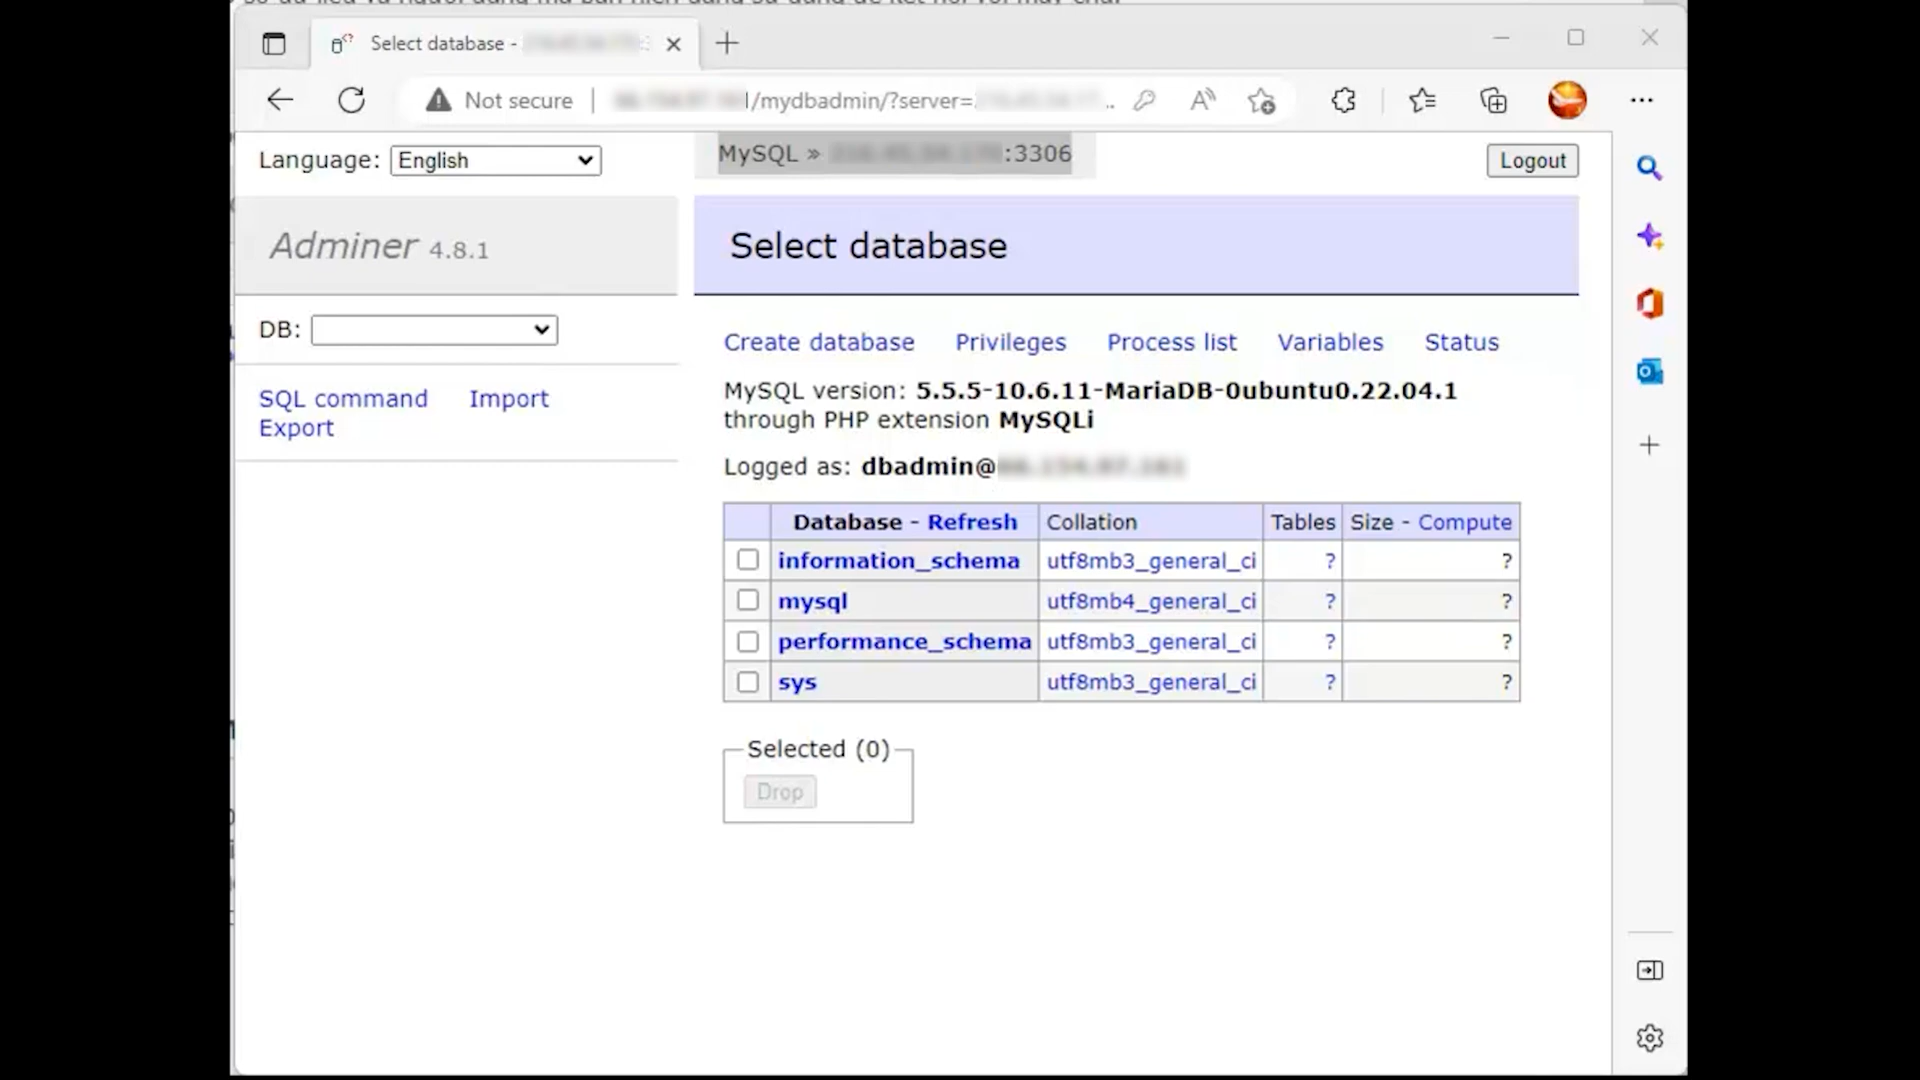 Select database -
Not secure
/mydbadmin/?server=
..
Language: English
MySQL » :3306
Logout
Adminer 4.8.1
Select database
DB:
Create database Privileges Process list Variables Status
SQL command Import
Export
MySQL version: 5.5.5-10.6.11-MariaDB-0ubuntu0.22.04.1
through PHP extension MySQLi
Logged as: dbadmin@
Database - Refresh Collation Tables Size - Compute
information_schema utf8mb3_general_ci ? ?
mysql utf8mb4_general_ci ? ?
performance_schema utf8mb3_general_ci ? ?
sys utf8mb3_general_ci ? ?
Selected (0)
Drop